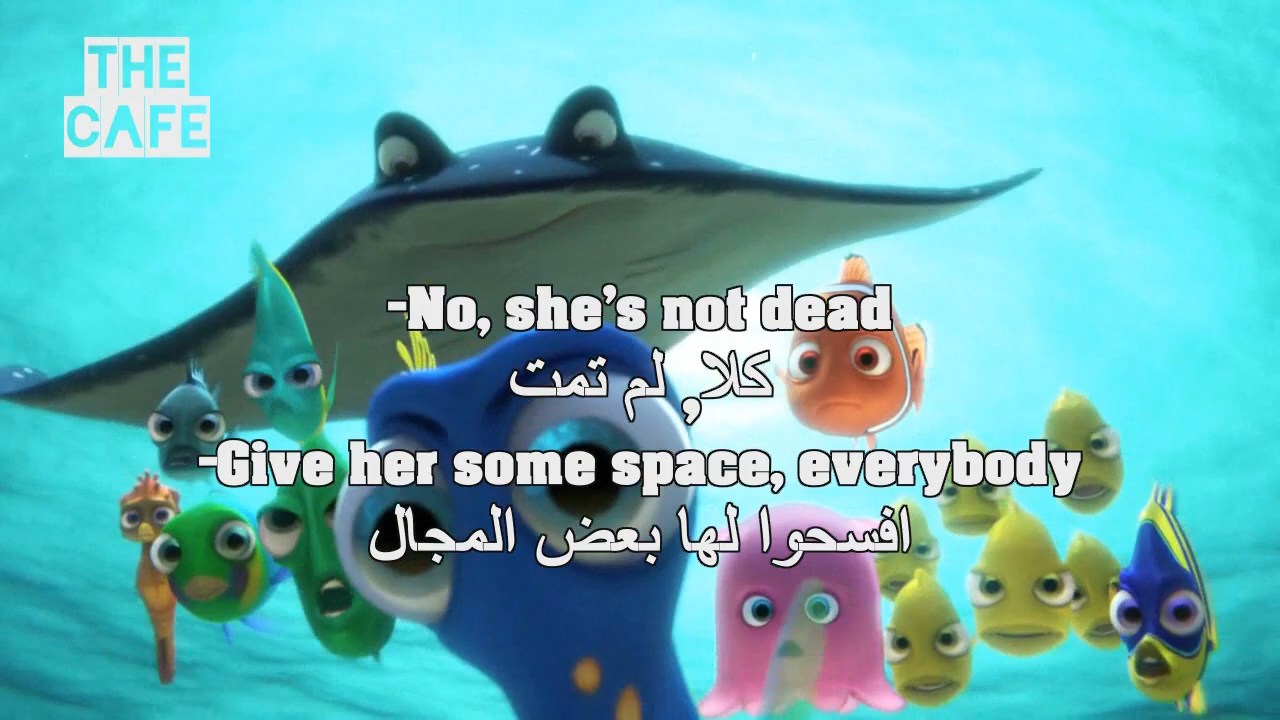 THE
CAFE
-No, she's not dead
كلا, لم تمت
-Give her some space, everybody
افسحوا لها بعض المجال